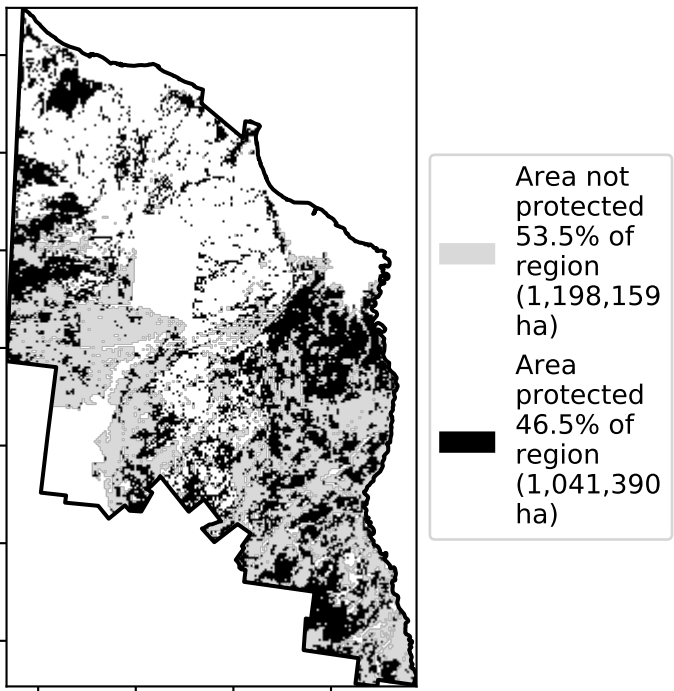 Area not
protected
53.5% of
region
(1,198,159
ha)
Area
protected
46.5% of
region
(1,041,390
ha)